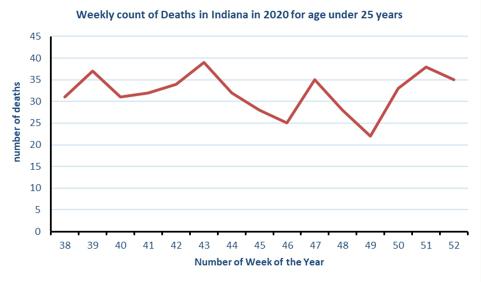 Weekly count of Deaths in Indiana in 2020 for age under 25 years
number of deaths
45
40
35
30
25
20
15
10
5
0
38 39 40 41 42 43 44 45 46 47 48 49 50 51 52
Number of Week of the Year